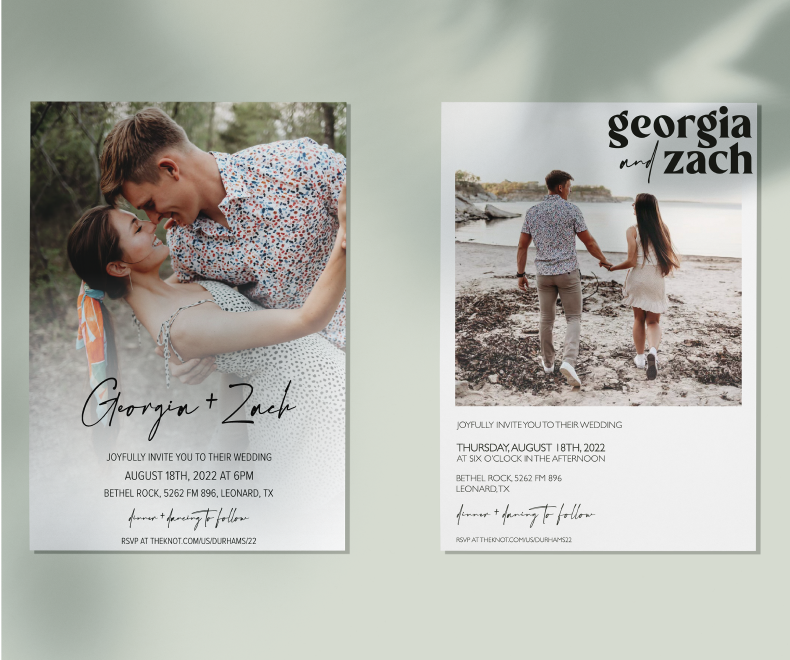 Georgia + Zach
JOYFULLY INVITE YOU TO THEIR WEDDING
AUGUST 18TH, 2022 AT 6PM
BETHEL ROCK, 5262 FM 896, LEONARD, TX
dinner + dancing to follow
RSVP AT THEKNOT.COM/US/DURHAMS22
georgia
and zach
JOYFULLY INVITE YOU TO THEIR WEDDING
THURSDAY, AUGUST 18TH, 2022
AT SIX O'CLOCK IN THE AFTERNOON
BETHEL ROCK, 5262 FM 896
LEONARD, TX
dinner + dancing to follow
RSVP AT THEKNOT.COM/US/DURHAMS22